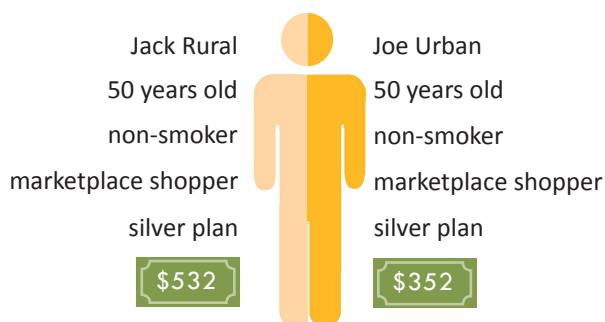 Jack Rural
50 years old
non-smoker
marketplace shopper
silver plan
$532
Joe Urban
50 years old
non-smoker
marketplace shopper
silver plan
$352